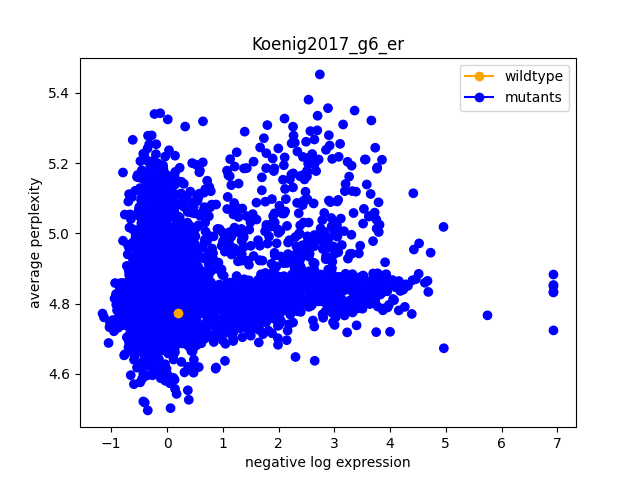 Koenig2017_g6_er
wildtype
mutants
5.4
5.2
5.0
4.8
4.6
average perplexity
−1 0 1 2 3 4 5 6 7
negative log expression